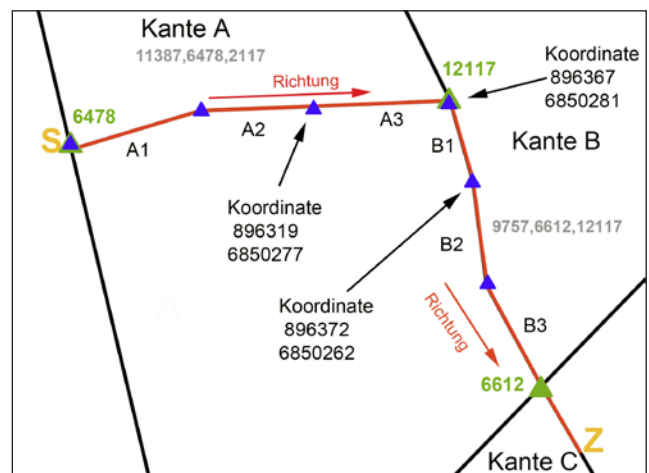 Kante A
11387,6478,2117
Richtung
12117
Koordinate
896367
6850281
6478
S
A1
A2
A3
B1
Kante B
Koordinate
896319
6850277
9757,6612,12117
B2
Koordinate
896372
6850262
Richtung
B3
6612
Z
Kante C